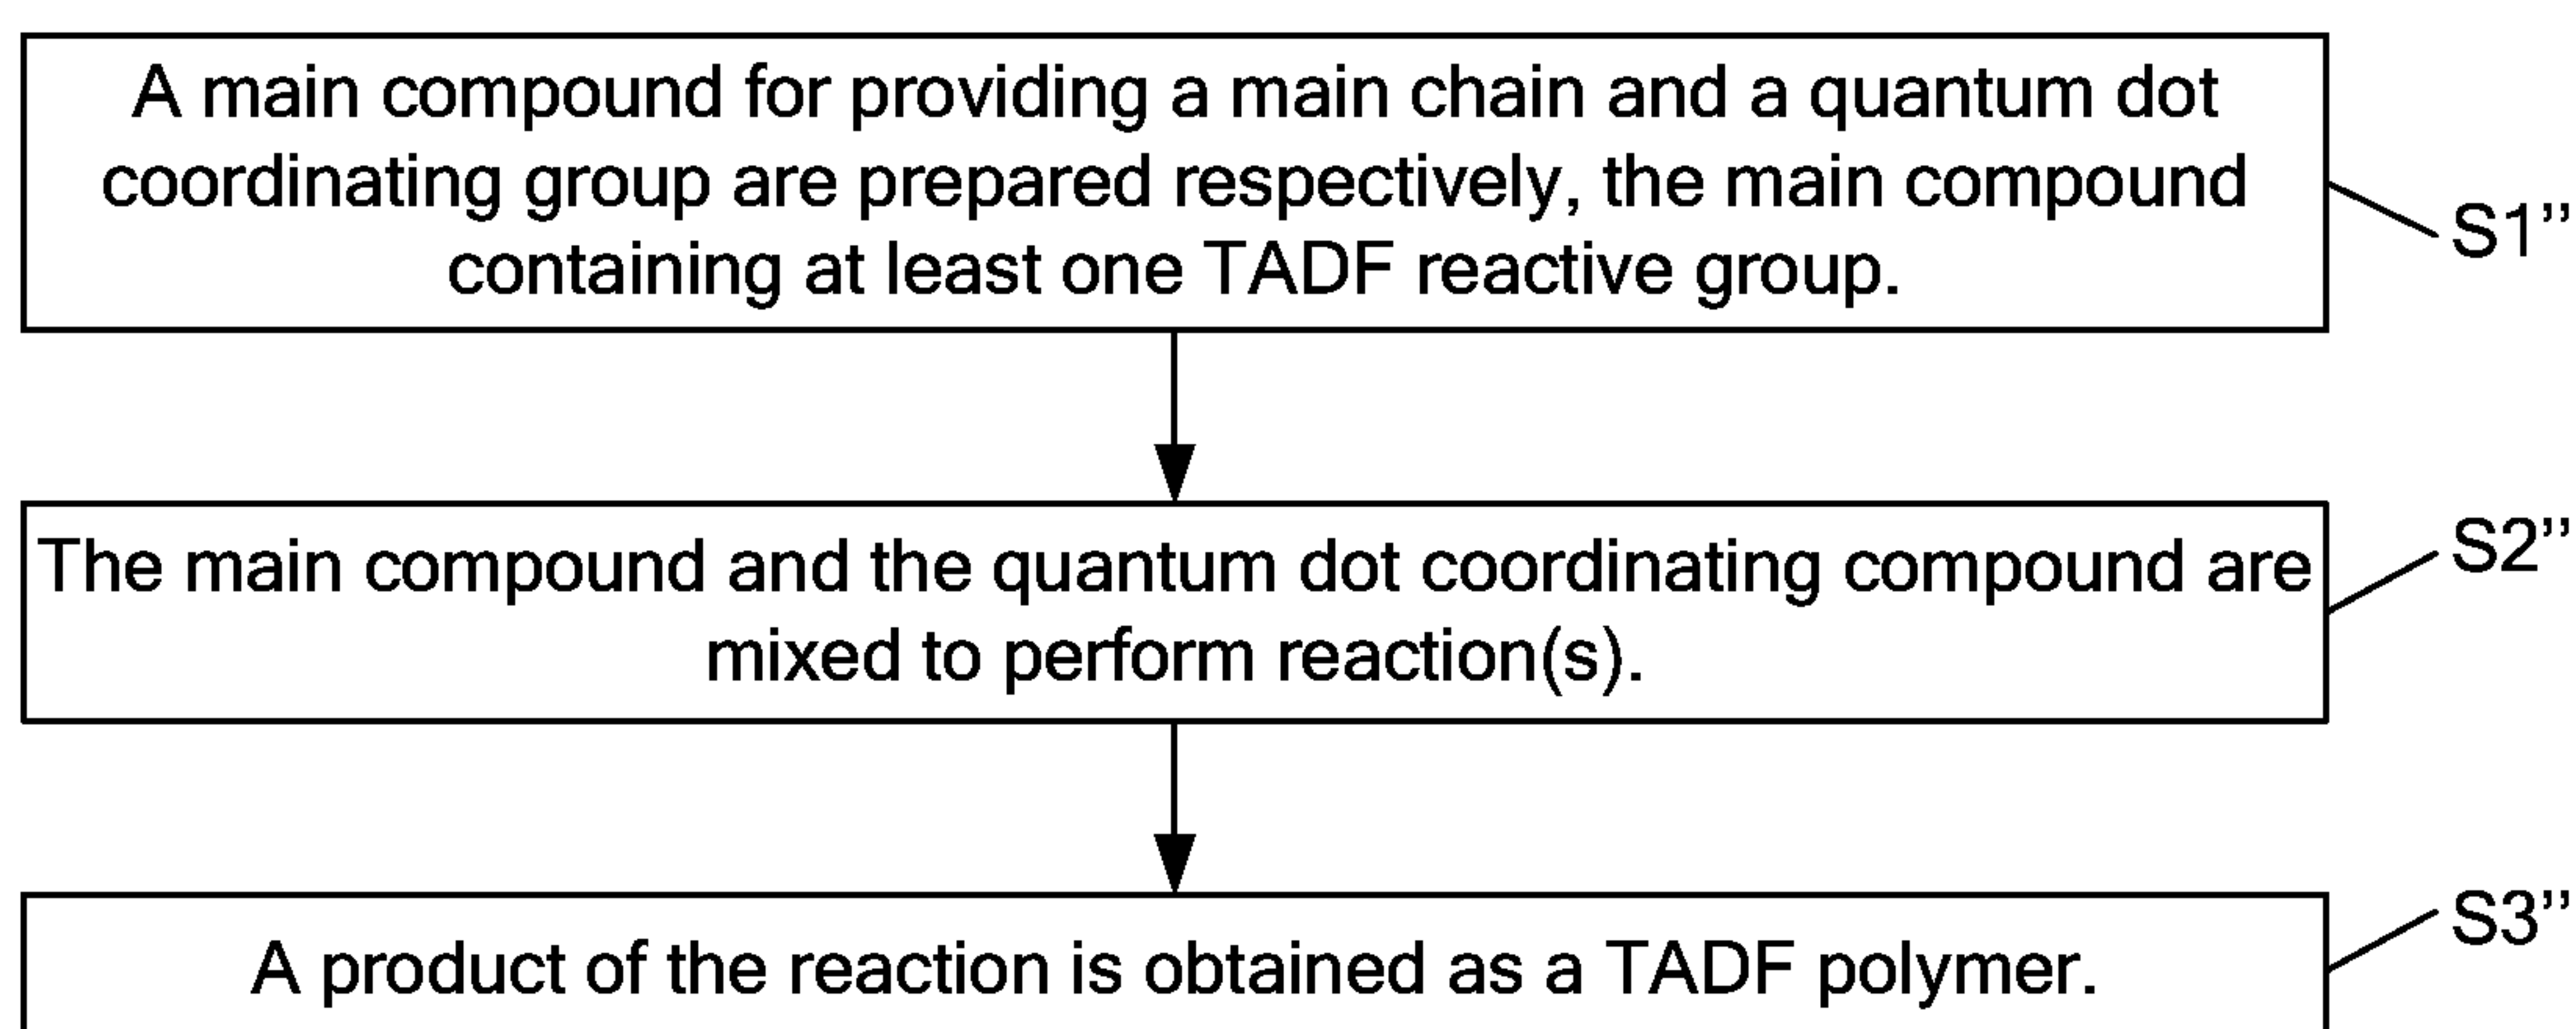 A main compound for providing a main chain and a quantum dot
coordinating group are prepared respectively, the main compound
containing at least one TADF reactive group.
S1’’
The main compound and the quantum dot coordinating compound are
mixed to perform reaction(s).
S2’’
A product of the reaction is obtained as a TADF polymer.
S3’’